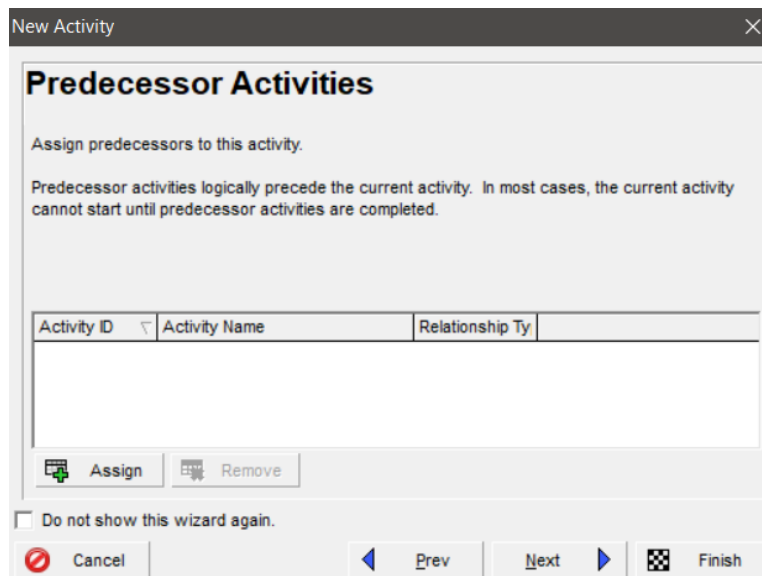 New Activity
Predecessor Activities
Assign predecessors to this activity.
Predecessor activities logically precede the current activity. In most cases, the current activity
cannot start until predecessor activities are completed.
Activity ID Activity Name Relationship Ty
Assign Remove
Do not show this wizard again.
Cancel Prev Next Finish